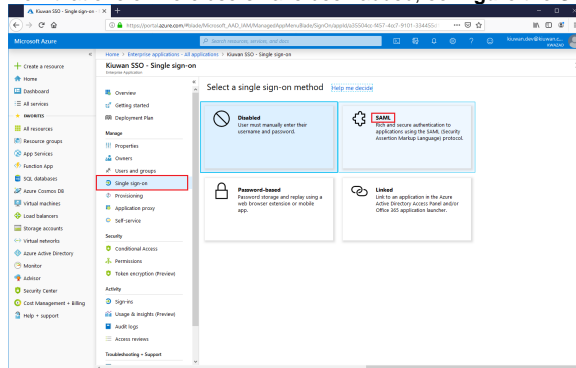 Kiuwan SSO - Single sign-on -
https://portal.azure.com/#blade/Microsoft_AAD_IAM/ManagedAppMenuBlade/SignOn/appId/
Microsoft Azure
Search resources, services, and docs
kiuwan.dev@kiuwan.c...
Home > Enterprise applications - All applications > Kiuwan SSO - Single sign-on
Create a resource
Home
Dashboard
All services
FAVORITES
All resources
Resource groups
App Services
Function App
SQL databases
Azure Cosmos DB
Virtual machines
Load balancers
Storage accounts
Virtual networks
Azure Active Directory
Monitor
Advisor
Security Center
Cost Management + Billing
Help + support
Kiuwan SSO - Single sign-on
Enterprise Application
Overview
Getting started
Deployment Plan
Manage
Properties
Owners
Users and groups
Single sign-on
Provisioning
Application proxy
Self-service
Security
Conditional Access
Permissions
Token encryption (Preview)
Activity
Sign-ins
Usage & insights (Preview)
Audit logs
Access reviews
Troubleshooting + Support
Select a single sign-on method
Help me decide
Disabled
User must manually enter their
username and password.
SAML
Rich and secure authentication to
applications using the SAML (Security
Assertion Markup Language) protocol.
Password-based
Password storage and replay using a
web browser extension or mobile
app.
Linked
Link to an application in the Azure
Active Directory Access Panel and/or
Office 365 application launcher.